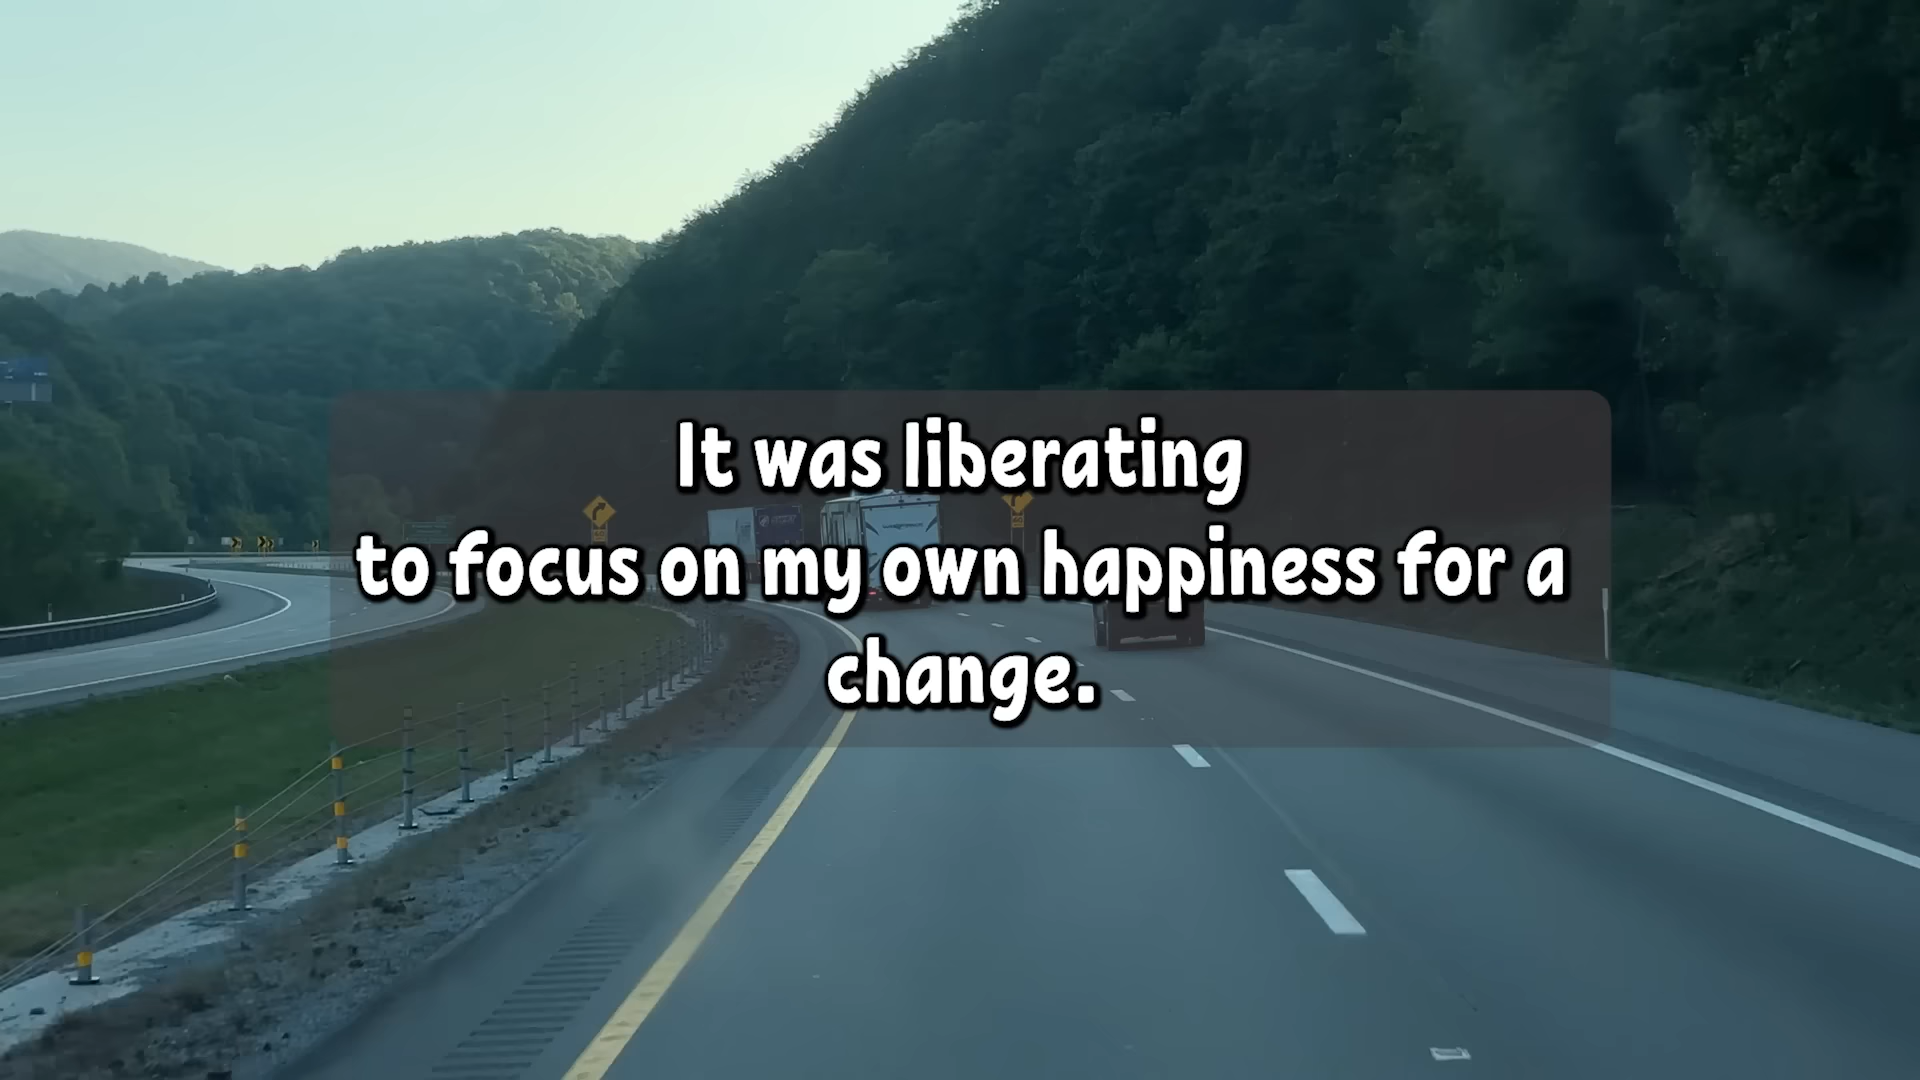 It was liberating
to focus on my own happiness for a
change.